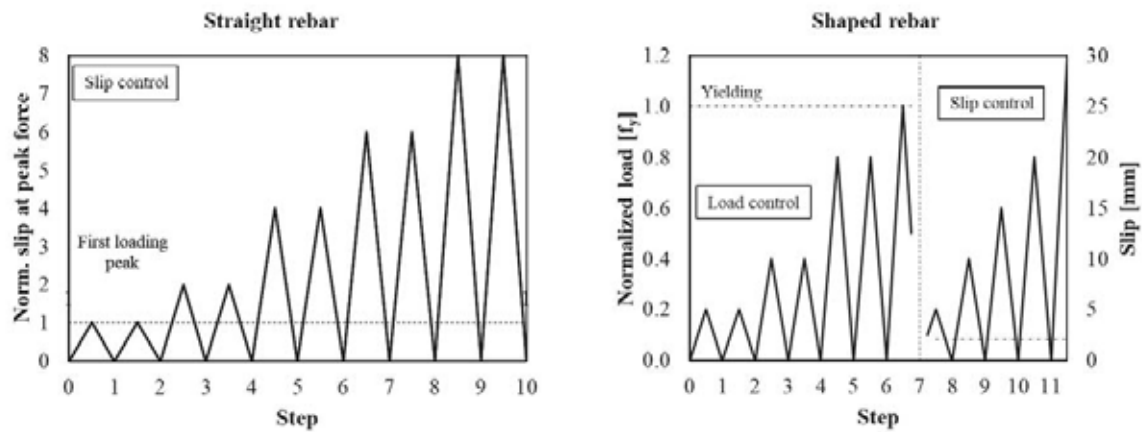 Straight rebar
8
7
6
5
4
3
2
1
0
Norm. slip at peak force
Slip control
First loading
peak
0 1 2 3 4 5 6 7 8 9 10
Step
Shaped rebar
1.2
1.0
0.8
0.6
0.4
0.2
0.0
Normalized load [fy]
Yielding
Load control
Slip control
30
25
20
15
10
5
0
Slip [mm]
0 1 2 3 4 5 6 7 8 9 10 11
Step